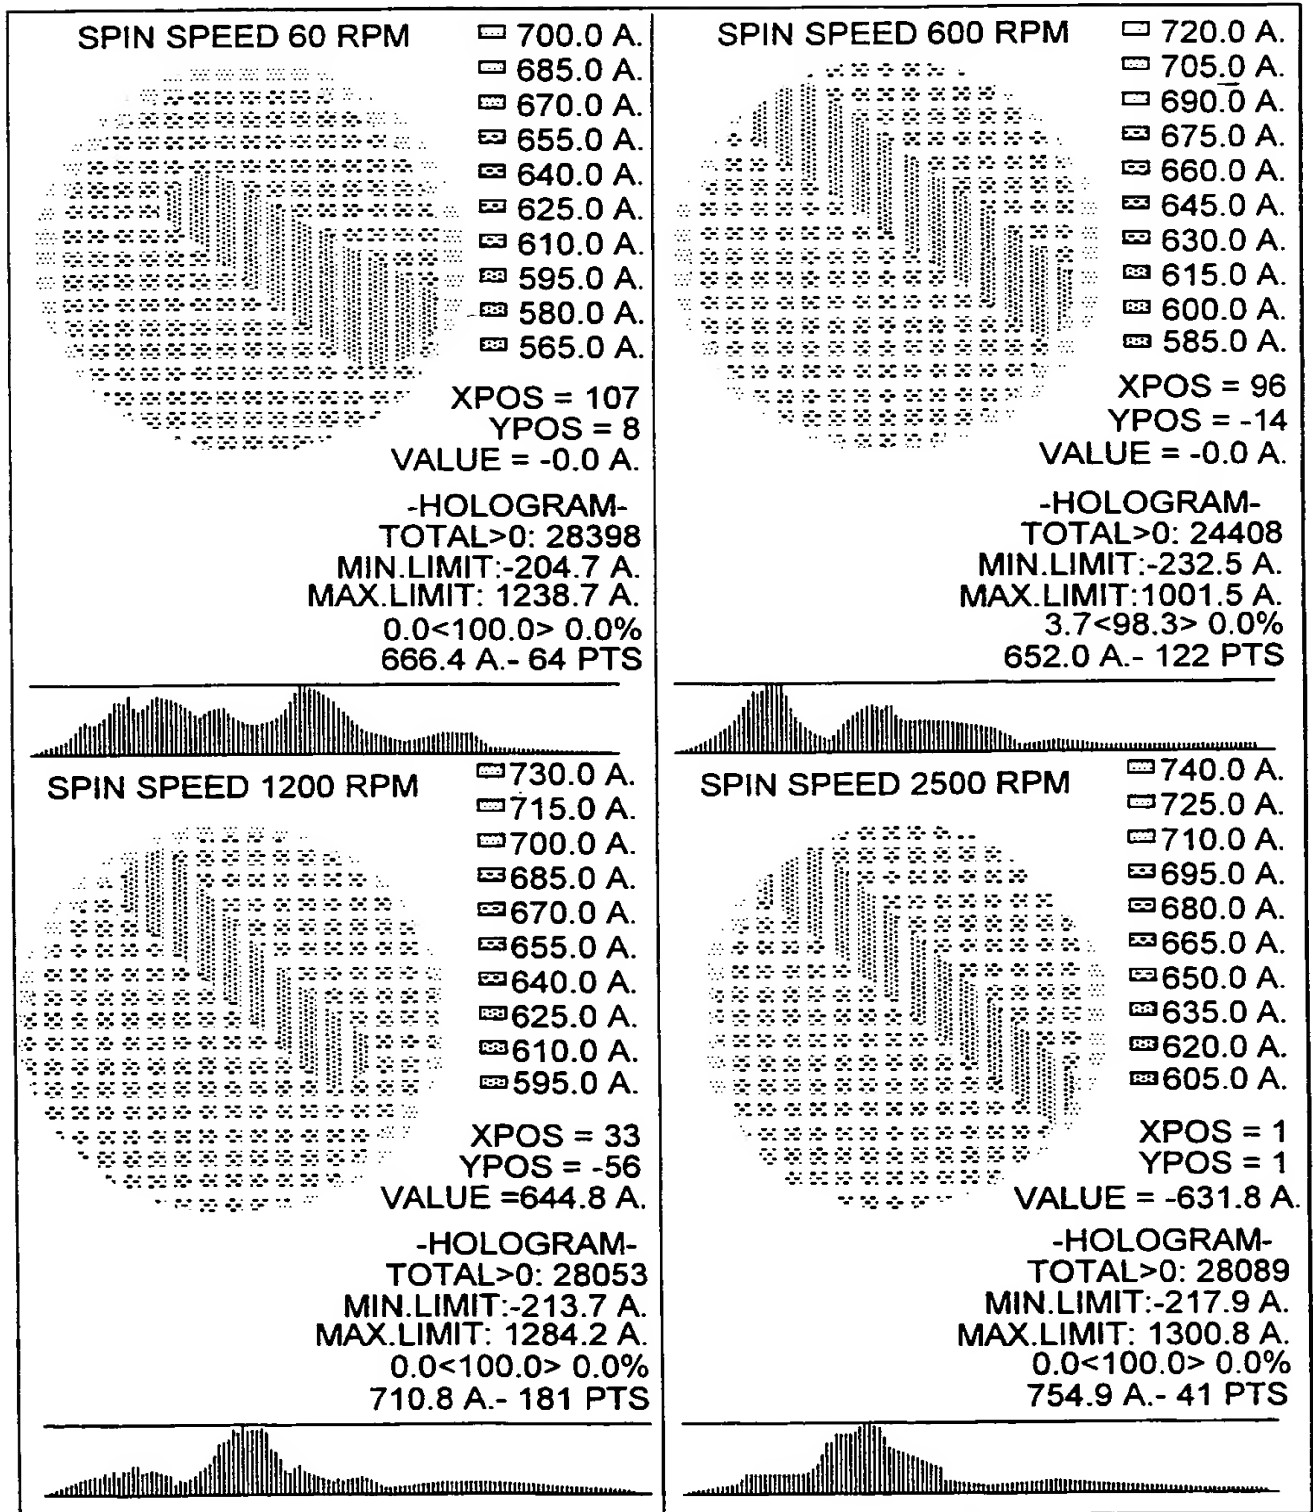 SPIN SPEED 60 RPM
700.0 A.
685.0 A.
670.0 A.
655.0 A.
640.0 A.
625.0 A.
610.0 A.
595.0 A.
580.0 A.
565.0 A.
XPOS = 107
YPOS = 8
VALUE = -0.0 A.
-HOLOGRAM-
TOTAL>0: 28398
MIN.LIMIT:-204.7 A.
MAX.LIMIT: 1238.7 A.
0.0<100.0> 0.0%
666.4 A.- 64 PTS
SPIN SPEED 600 RPM
720.0 A.
705.0 A.
690.0 A.
675.0 A.
660.0 A.
645.0 A.
630.0 A.
615.0 A.
600.0 A.
585.0 A.
XPOS = 96
YPOS = -14
VALUE = -0.0 A.
-HOLOGRAM-
TOTAL>0: 24408
MIN.LIMIT:-232.5 A.
MAX.LIMIT:1001.5 A.
3.7<98.3> 0.0%
652.0 A.- 122 PTS
SPIN SPEED 1200 RPM
730.0 A.
715.0 A.
700.0 A.
685.0 A.
670.0 A.
655.0 A.
640.0 A.
625.0 A.
610.0 A.
595.0 A.
XPOS = 33
YPOS = -56
VALUE =644.8 A.
-HOLOGRAM-
TOTAL>0: 28053
MIN.LIMIT:-213.7 A.
MAX.LIMIT: 1284.2 A.
0.0<100.0> 0.0%
710.8 A.- 181 PTS
SPIN SPEED 2500 RPM
740.0 A.
725.0 A.
710.0 A.
695.0 A.
680.0 A.
665.0 A.
650.0 A.
635.0 A.
620.0 A.
605.0 A.
XPOS = 1
YPOS = 1
VALUE = -631.8 A.
-HOLOGRAM-
TOTAL>0: 28089
MIN.LIMIT:-217.9 A.
MAX.LIMIT: 1300.8 A.
0.0<100.0> 0.0%
754.9 A.- 41 PTS